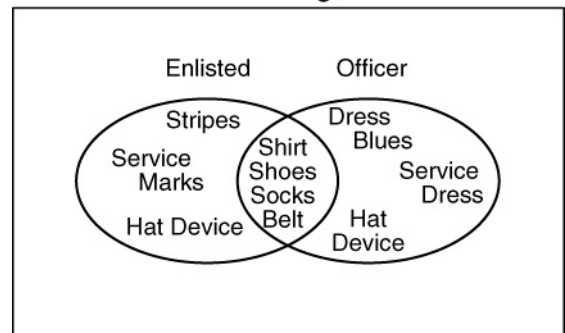 Enlisted
Officer
Stripes
Service
Marks
Hat Device
Shirt
Shoes
Socks
Belt
Dress
Blues
Service
Dress
Hat
Device